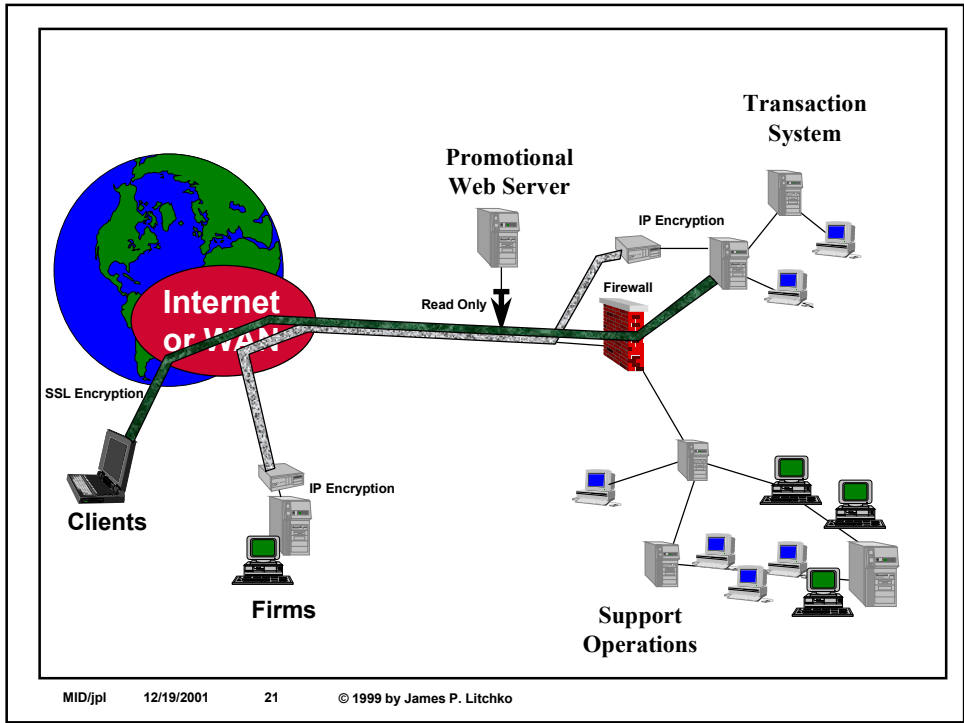 Transaction
System
Promotional
Web Server
IP Encryption
Read Only
Firewall
Internet
or WAN
SSL Encryption
IP Encryption
Clients
Firms
Support
Operations
MID/jpl 12/19/2001 21 © 1999 by James P. Litchko